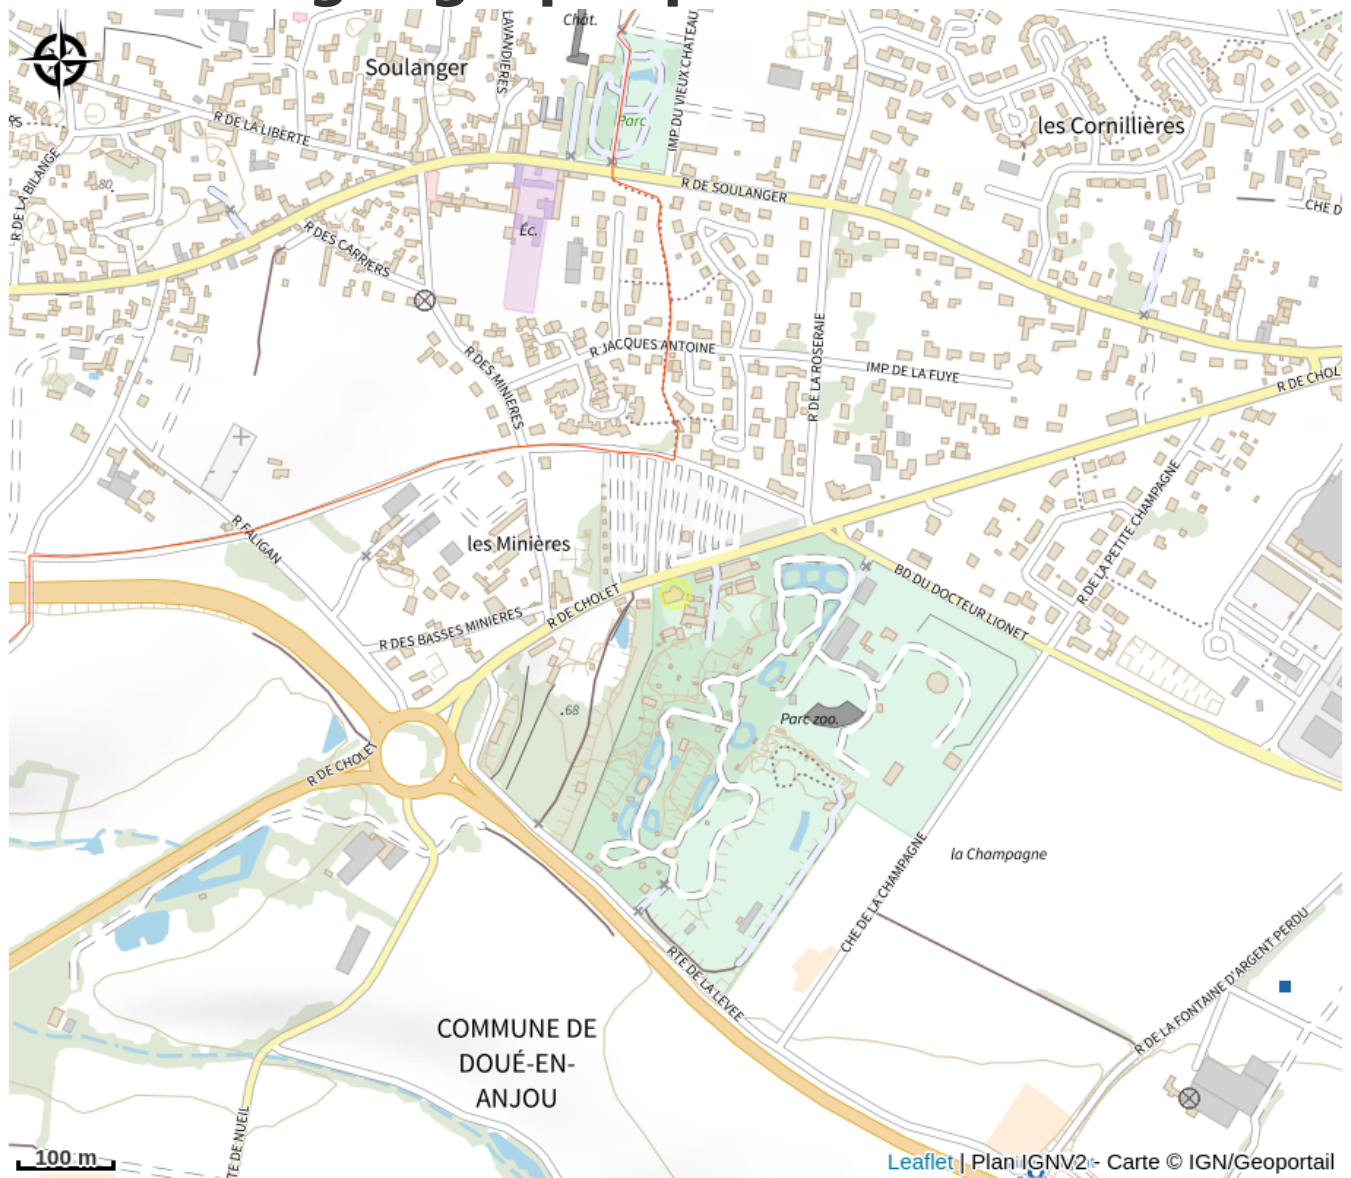 Chât.
Soulanger
LAVANDIERES
IMP DU VIEUX CHATEAU
Parc
les Cornillières
R DE LA LIBERTE
R DE LA BILANGE
80.
R DE SOULANGER
CHE D
Éc.
R DES CARRIERS
R JACQUES ANTOINE
R DE LA ROSERAIE
IMP DE LA FUYE
R DE CHOL
R DES MINIERES
R DE LA PETITE CHAMPAGNE
R FALIGAN
les Minières
BD DU DOCTEUR LIONET
R DE CHOLET
R DES BASSES MINIERES
.68
Parc zoo.
R DE CHOLET
la Champagne
CHE DE LA CHAMPAGNE
R DE LA FONTAINE D'ARGENT PERDU
RTE DE LA LEVEE
COMMUNE DE
DOUÉ-EN-
ANJOU
TE DE NUEIL
100 m
Leaflet | Plan IGNV2 - Carte © IGN/Geoportail